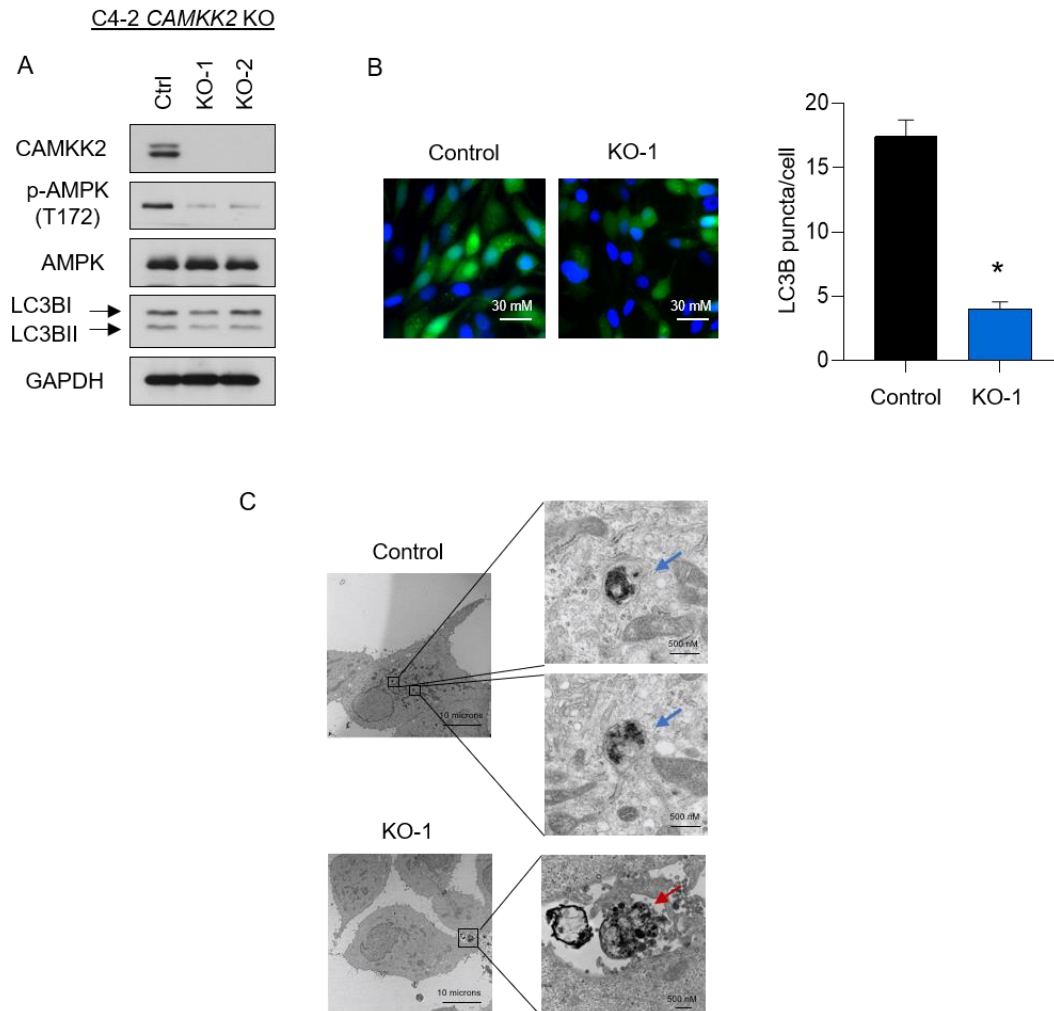 C4-2 CAMKK2 KO
A
Ctrl
KO-1
KO-2
CAMKK2
p-AMPK
(T172)
AMPK
LC3BI
LC3BII
GAPDH
B
Control
KO-1
30 mM
30 mM
LC3B puncta/cell
20
15
10
5
0
*
Control
KO-1
C
Control
10 microns
500 nM
500 nM
KO-1
10 microns
500 nM